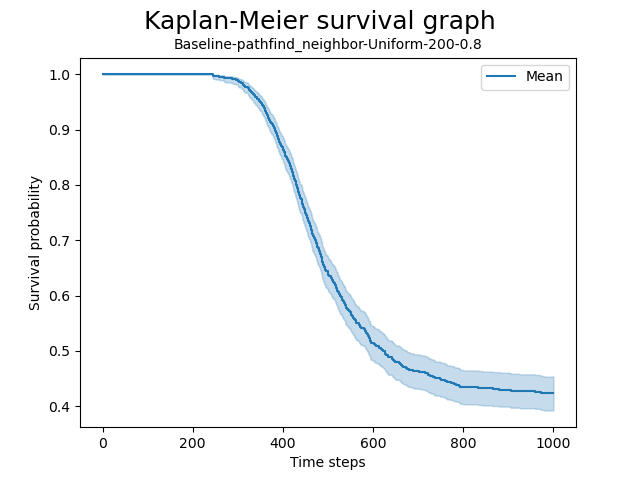 Kaplan-Meier survival graph
Baseline-pathfind_neighbor-Uniform-200-0.8
Mean
Survival probability
1.0
0.9
0.8
0.7
0.6
0.5
0.4
0 200 400 600 800 1000
Time steps